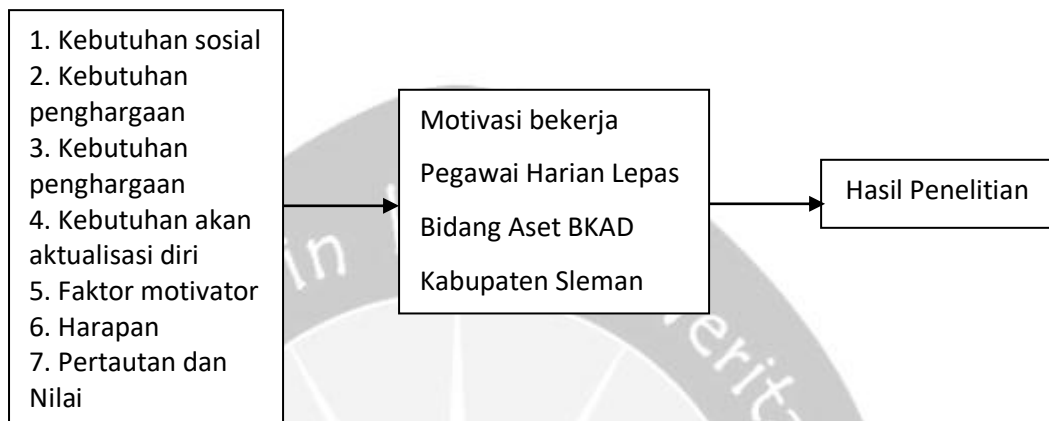 1. Kebutuhan sosial
2. Kebutuhan
penghargaan
3. Kebutuhan
penghargaan
4. Kebutuhan akan
aktualisasi diri
5. Faktor motivator
6. Harapan
7. Pertautan dan
Nilai
Motivasi bekerja
Pegawai Harian Lepas
Bidang Aset BKAD
Kabupaten Sleman
Hasil Penelitian
in